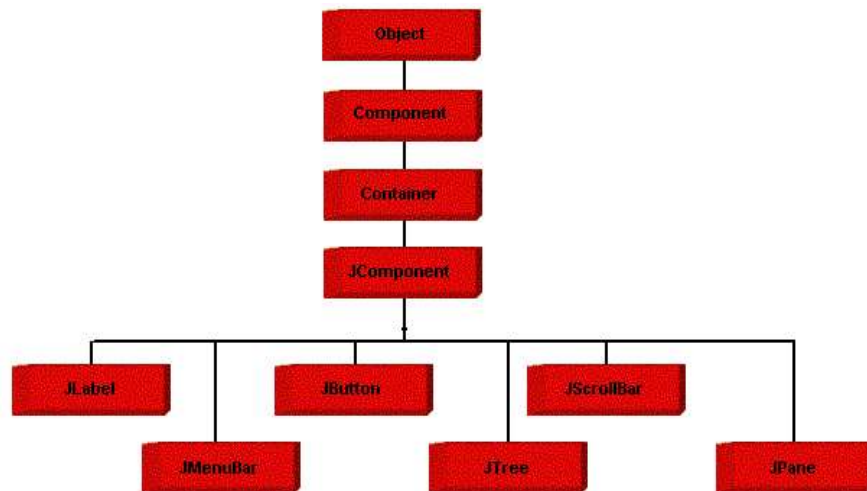 Object
Component
Container
JComponent
JLabel
JButton
JScrollBar
JMenuBar
JTree
JPane